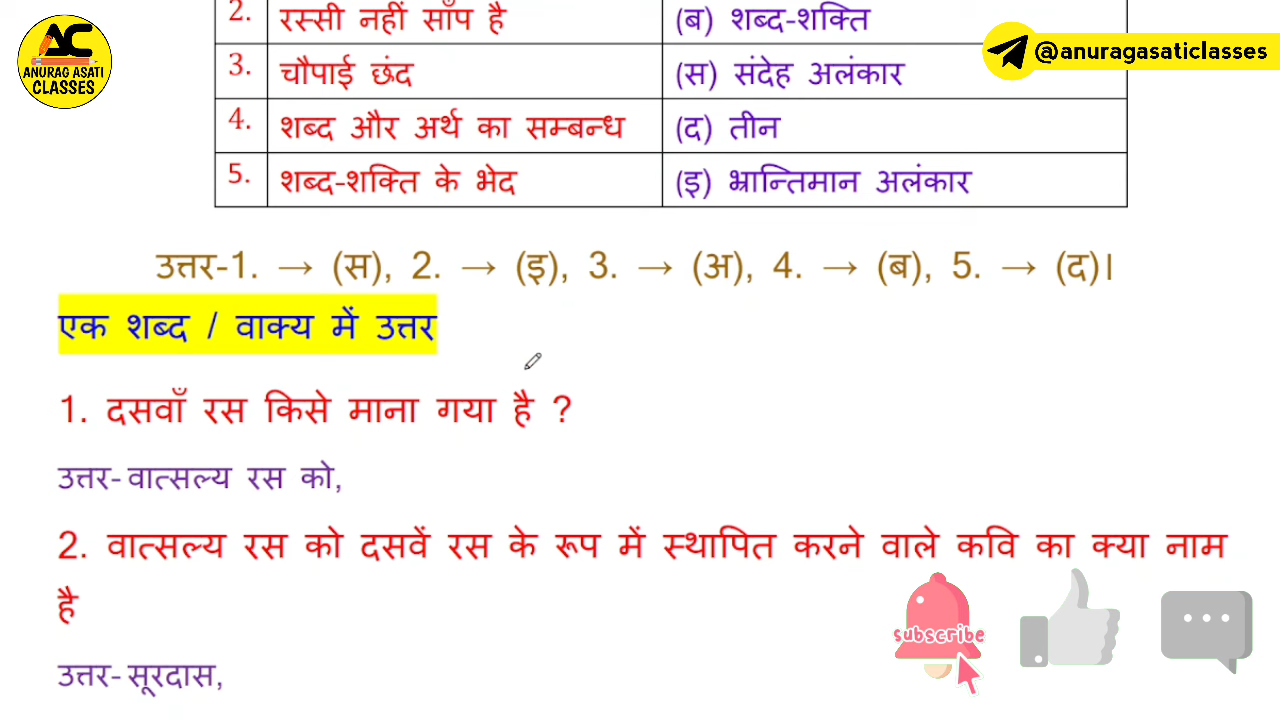 AC
ANURAG ASATI
CLASSES
@anuragasaticlasses
2. रस्सी नहीं साँप है (ब) शब्द-शक्ति
3. चौपाई छंद (स) संदेह अलंकार
4. शब्द और अर्थ का सम्बन्ध (द) तीन
5. शब्द-शक्ति के भेद (इ) भ्रान्तिमान अलंकार
उत्तर-1. → (स), 2. → (इ), 3. → (अ), 4. → (ब), 5. → (द)।
एक शब्द / वाक्य में उत्तर
1. दसवाँ रस किसे माना गया है ?
उत्तर- वात्सल्य रस को,
2. वात्सल्य रस को दसवें रस के रूप में स्थापित करने वाले कवि का क्या नाम
है
उत्तर- सूरदास,
subscribe